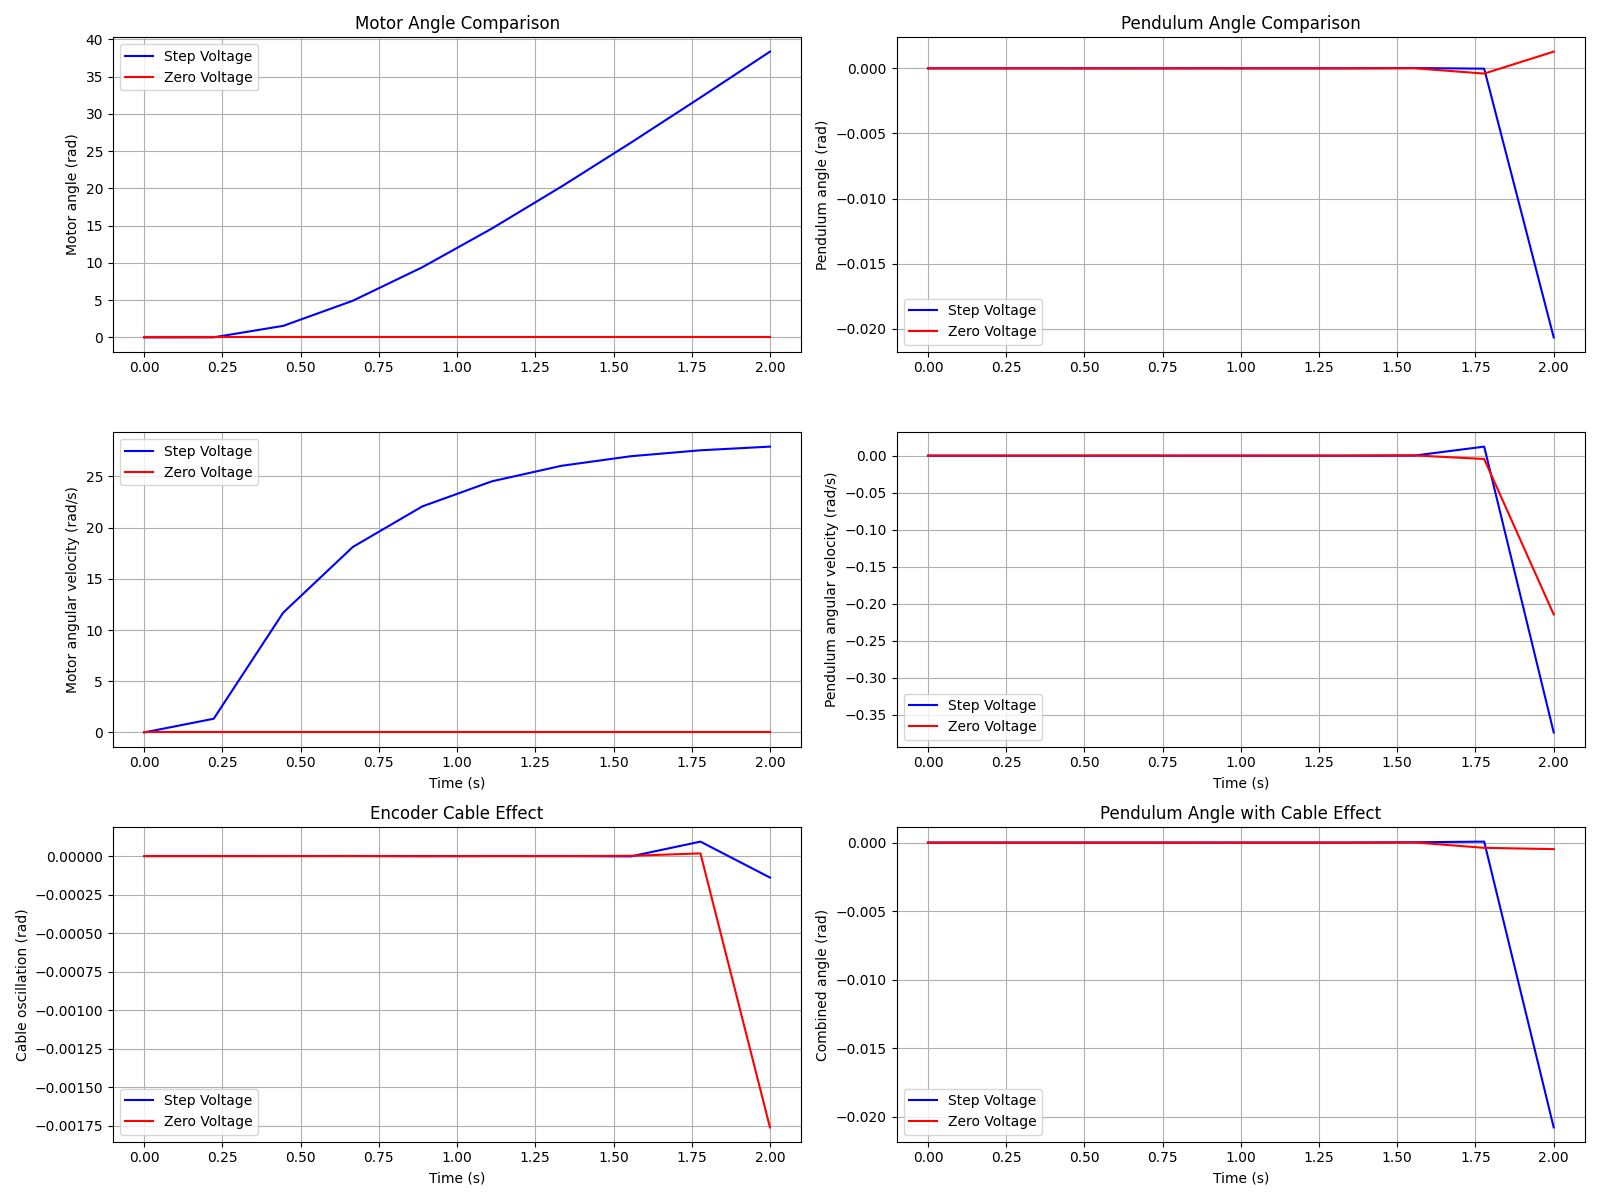 Motor Angle Comparison
Motor angle (rad)
40
35
30
25
20
15
10
5
0
Step Voltage
Zero Voltage
0.00 0.25 0.50 0.75 1.00 1.25 1.50 1.75 2.00
Pendulum Angle Comparison
Pendulum angle (rad)
0.000
−0.005
−0.010
−0.015
−0.020
Step Voltage
Zero Voltage
0.00 0.25 0.50 0.75 1.00 1.25 1.50 1.75 2.00
Motor angular velocity (rad/s)
25
20
15
10
5
0
Step Voltage
Zero Voltage
0.00 0.25 0.50 0.75 1.00 1.25 1.50 1.75 2.00
Time (s)
Pendulum angular velocity (rad/s)
0.00
−0.05
−0.10
−0.15
−0.20
−0.25
−0.30
−0.35
Step Voltage
Zero Voltage
0.00 0.25 0.50 0.75 1.00 1.25 1.50 1.75 2.00
Time (s)
Encoder Cable Effect
Cable oscillation (rad)
0.00000
−0.00025
−0.00050
−0.00075
−0.00100
−0.00125
−0.00150
−0.00175
Step Voltage
Zero Voltage
0.00 0.25 0.50 0.75 1.00 1.25 1.50 1.75 2.00
Time (s)
Pendulum Angle with Cable Effect
Combined angle (rad)
0.000
−0.005
−0.010
−0.015
−0.020
Step Voltage
Zero Voltage
0.00 0.25 0.50 0.75 1.00 1.25 1.50 1.75 2.00
Time (s)